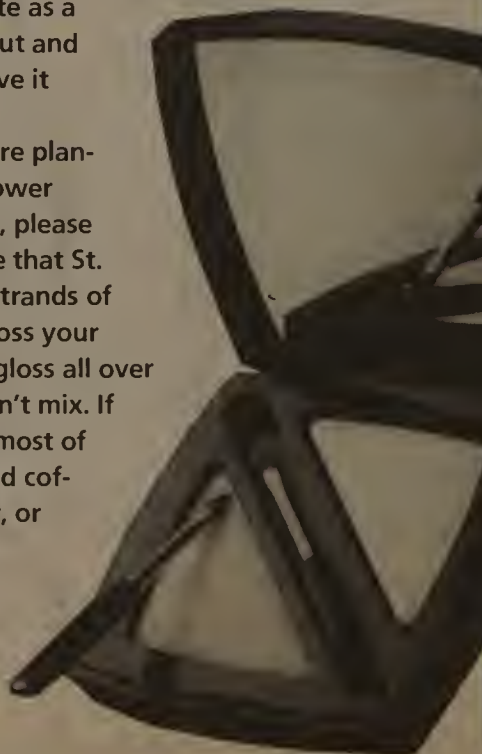 te as a
ut and
ve it
re plan-
ower
, please
e that St.
trands of
oss your
gloss all over
n't mix. If
most of
d cof-
, or